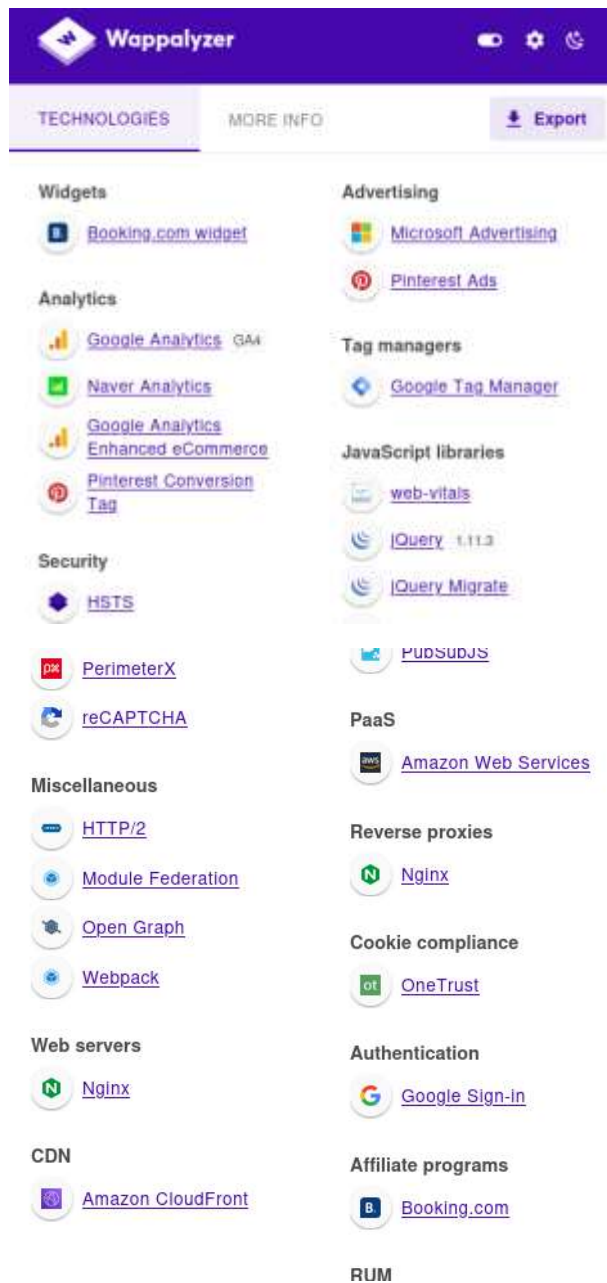 Wappalyzer
TECHNOLOGIES
MORE INFO
Export
Widgets
Booking.com widget
Analytics
Google Analytics GA4
Naver Analytics
Google Analytics
Enhanced eCommerce
Pinterest Conversion
Tag
Security
HSTS
PerimeterX
reCAPTCHA
Miscellaneous
HTTP/2
Module Federation
Open Graph
Webpack
Web servers
Nginx
CDN
Amazon CloudFront
Advertising
Microsoft Advertising
Pinterest Ads
Tag managers
Google Tag Manager
JavaScript libraries
web-vitals
jQuery 1.11.3
jQuery Migrate
PubSubJS
PaaS
aws
Amazon Web Services
Reverse proxies
Nginx
Cookie compliance
ot
OneTrust
Authentication
Google Sign-in
Affiliate programs
B.
Booking.com
RUM